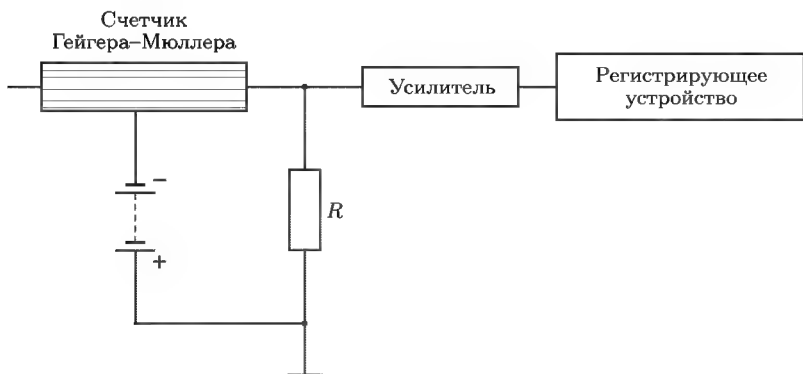 Счетчик
Гейгера–Мюллера
Усилитель
Регистрирующее
устройство
−
R
+